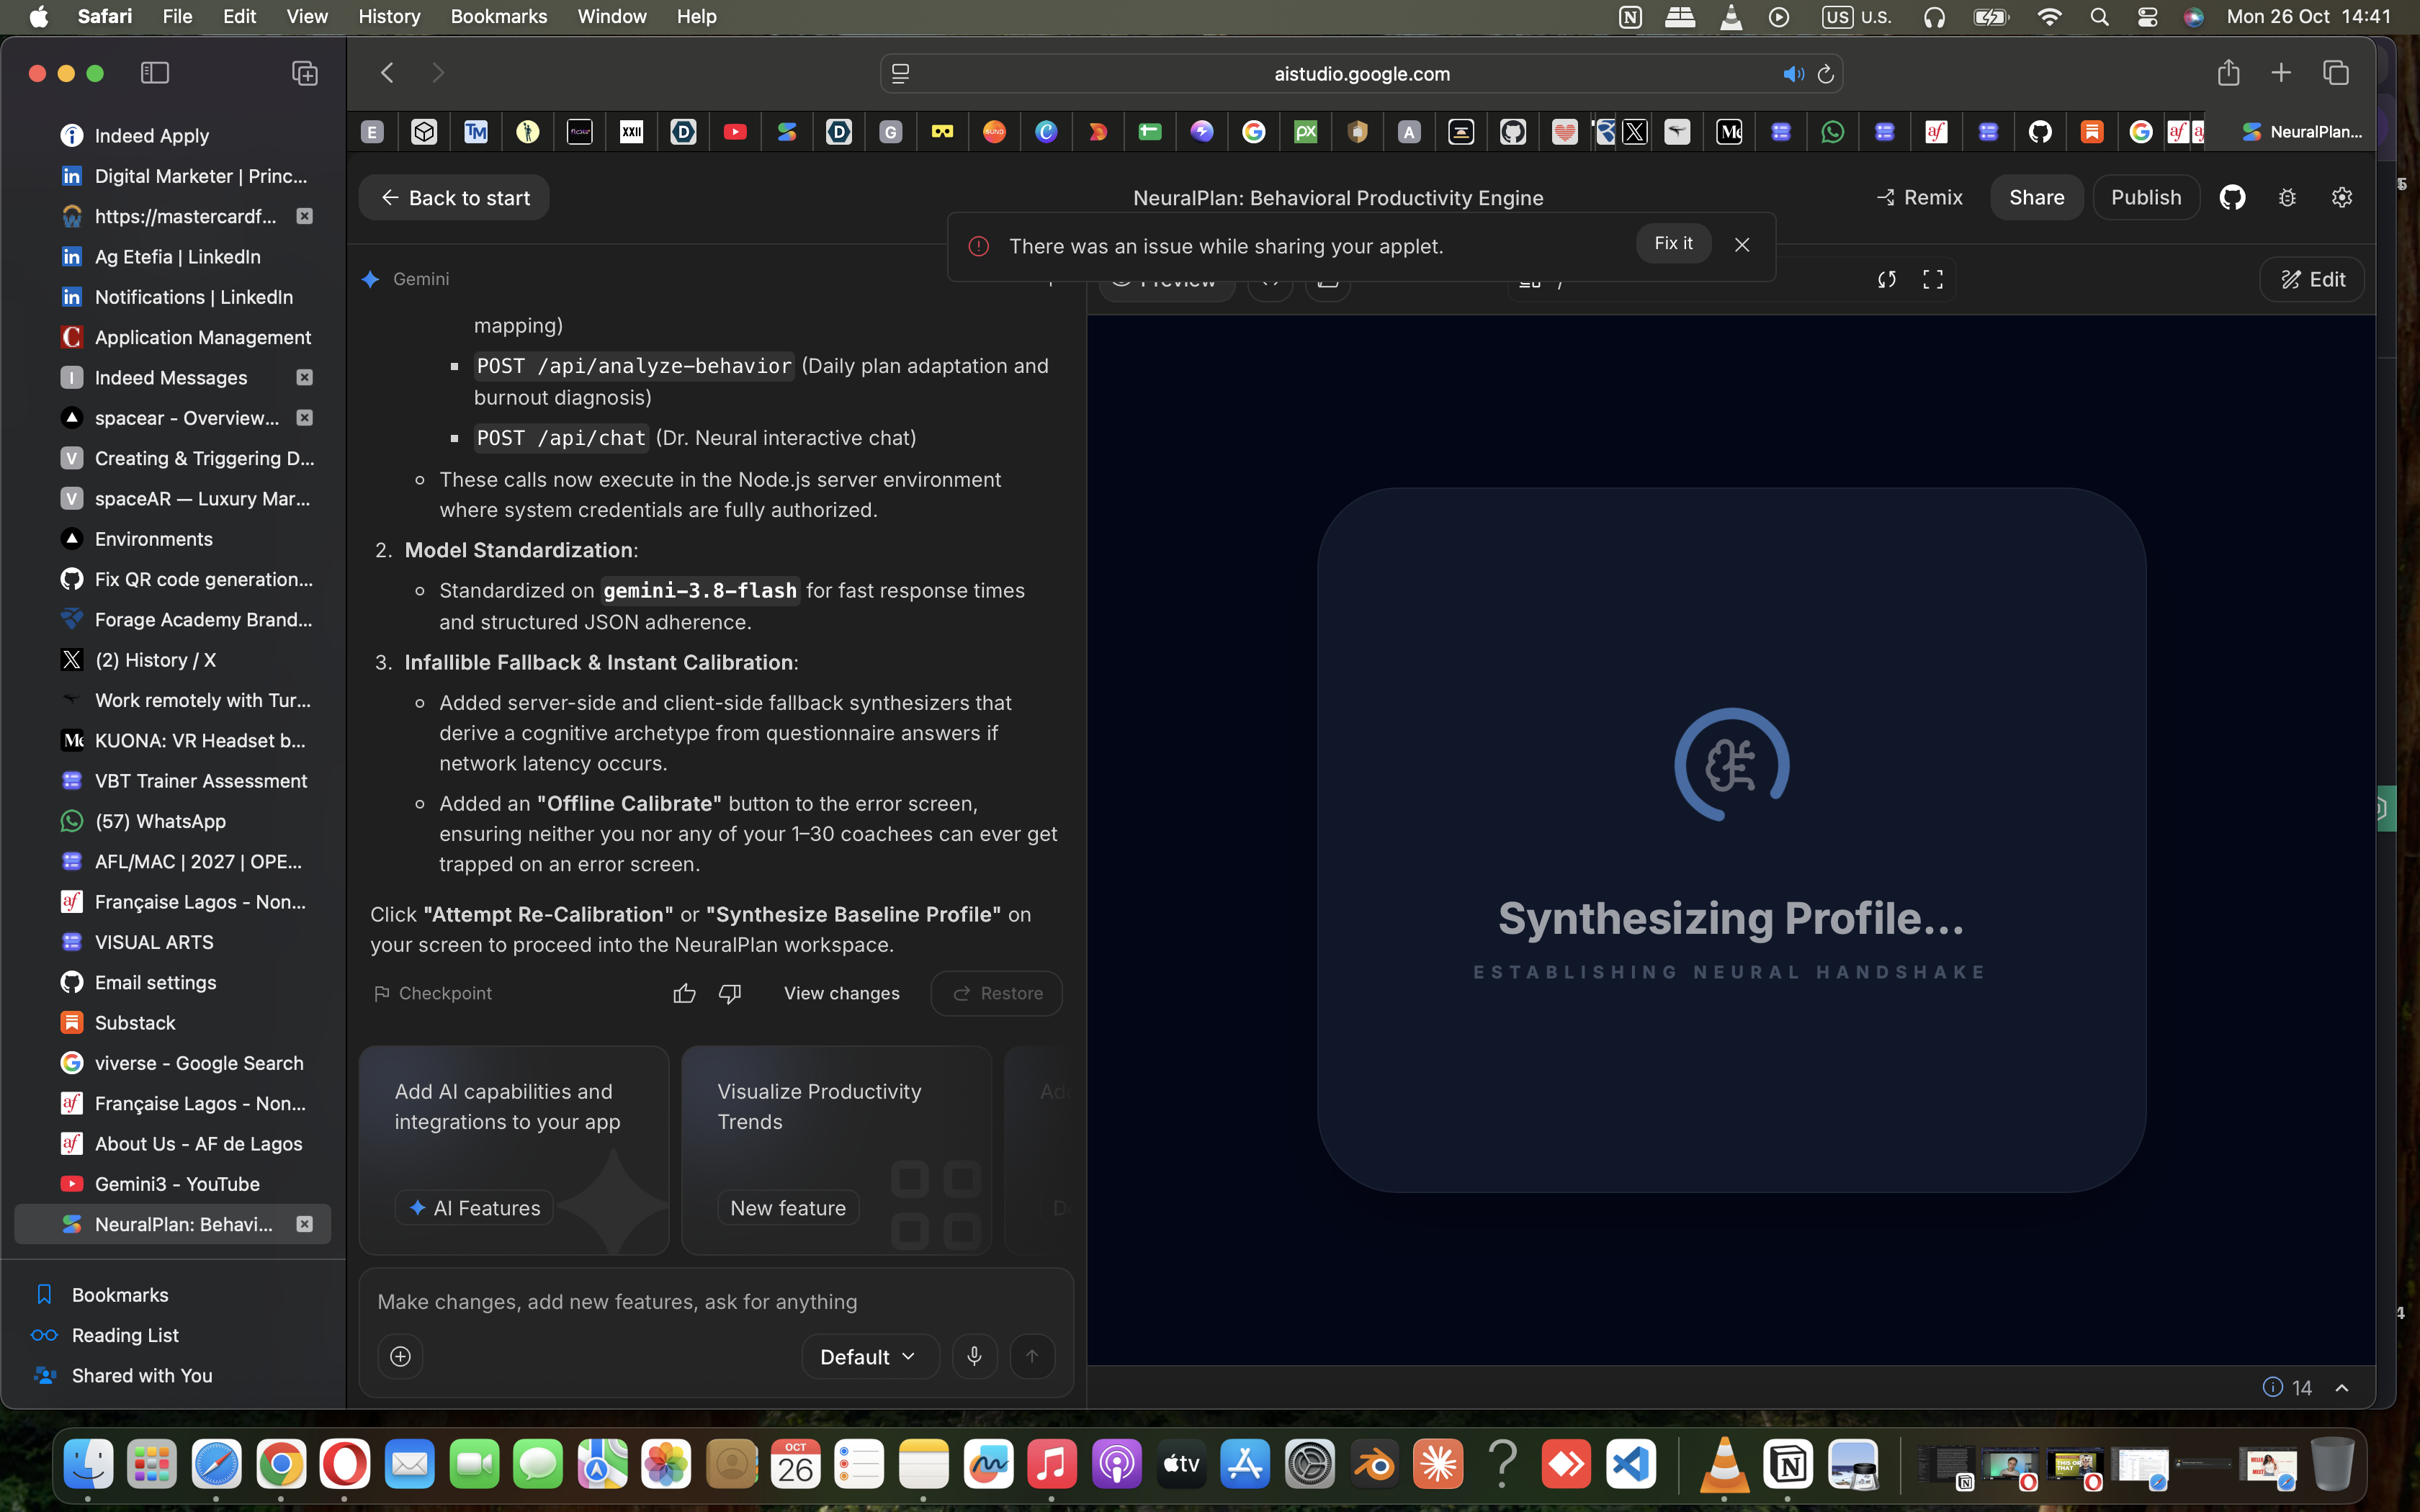 Safari File Edit View History Bookmarks Window Help
US U.S.
Mon 26 Oct 14:41
aistudio.google.com
Indeed Apply
Digital Marketer | Princ...
https://mastercardf...
Ag Etefia | LinkedIn
Notifications | LinkedIn
Application Management
Indeed Messages
spacear - Overview...
Creating & Triggering D...
spaceAR — Luxury Mar...
Environments
Fix QR code generation...
Forage Academy Brand...
(2) History / X
Work remotely with Tur...
KUONA: VR Headset b...
VBT Trainer Assessment
(57) WhatsApp
AFL/MAC | 2027 | OPE...
Française Lagos - Non...
VISUAL ARTS
Email settings
Substack
viverse - Google Search
Française Lagos - Non...
About Us - AF de Lagos
Gemini3 - YouTube
NeuralPlan: Behavi...
Bookmarks
Reading List
Shared with You
NeuralPlan...
Back to start
NeuralPlan: Behavioral Productivity Engine
Remix
Share
Publish
There was an issue while sharing your applet.
Fix it
Gemini
Preview
Edit
mapping)
POST /api/analyze-behavior (Daily plan adaptation and
burnout diagnosis)
POST /api/chat (Dr. Neural interactive chat)
These calls now execute in the Node.js server environment
where system credentials are fully authorized.
2. Model Standardization:
Standardized on gemini-3.8-flash for fast response times
and structured JSON adherence.
3. Infallible Fallback & Instant Calibration:
Added server-side and client-side fallback synthesizers that
derive a cognitive archetype from questionnaire answers if
network latency occurs.
Added an "Offline Calibrate" button to the error screen,
ensuring neither you nor any of your 1–30 coachees can ever get
trapped on an error screen.
Click "Attempt Re-Calibration" or "Synthesize Baseline Profile" on
your screen to proceed into the NeuralPlan workspace.
Checkpoint
View changes
Restore
Add AI capabilities and
integrations to your app
AI Features
Visualize Productivity
Trends
New feature
Make changes, add new features, ask for anything
Default
Synthesizing Profile...
ESTABLISHING NEURAL HANDSHAKE
14
OCT
26
tv